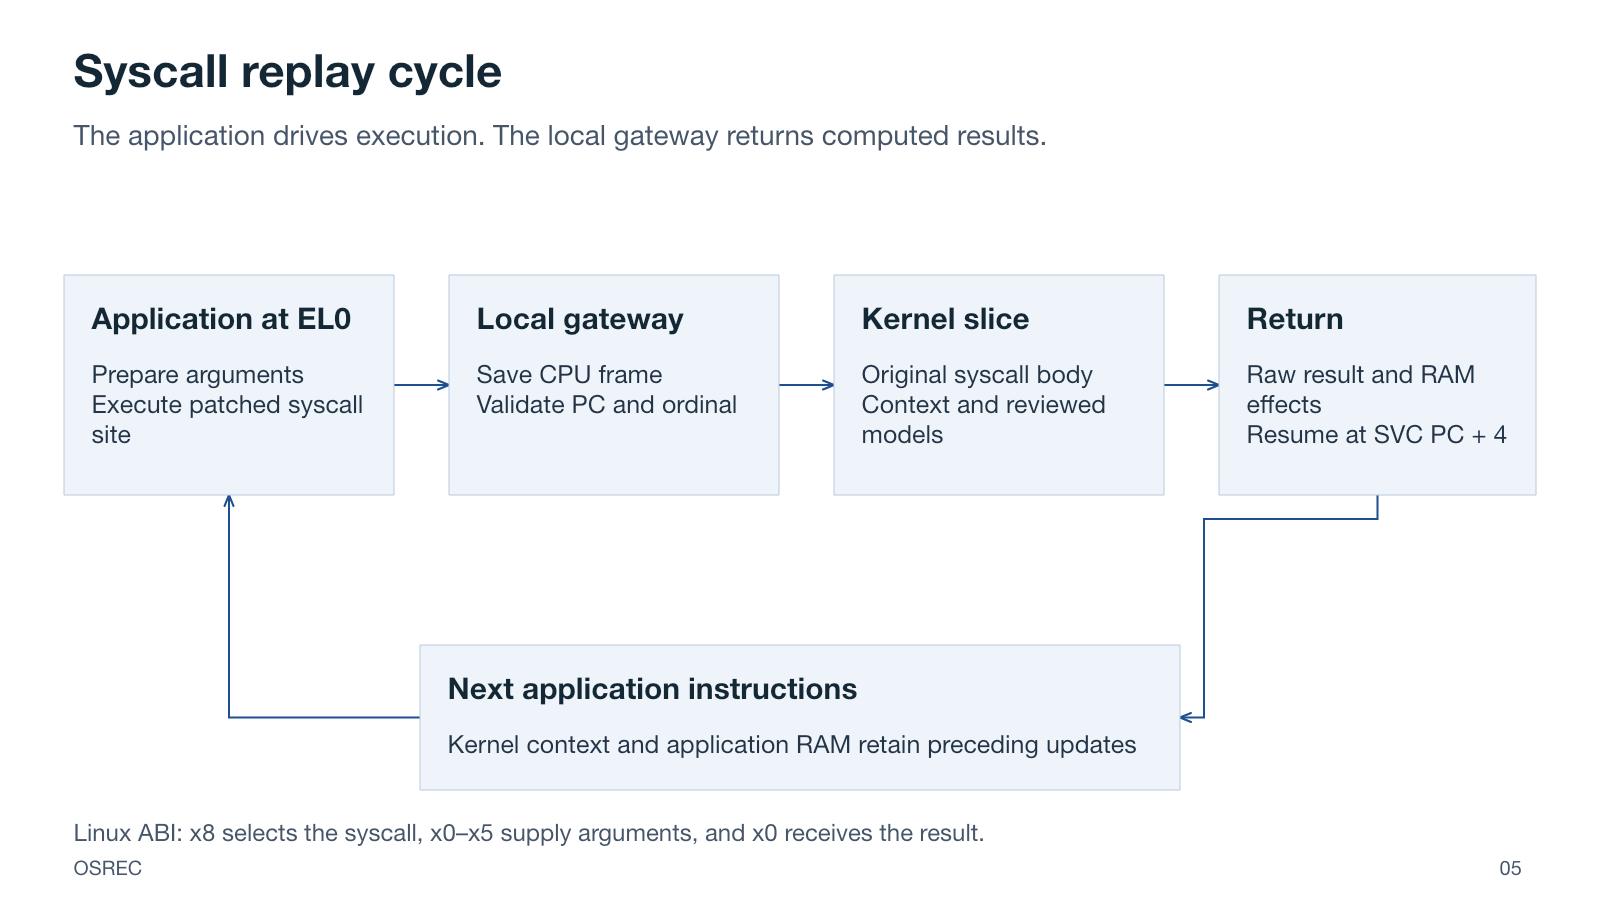 Syscall replay cycle
The application drives execution. The local gateway returns computed results.
Application at EL0
Prepare arguments
Execute patched syscall
site
Local gateway
Save CPU frame
Validate PC and ordinal
Kernel slice
Original syscall body
Context and reviewed
models
Return
Raw result and RAM
effects
Resume at SVC PC + 4
Next application instructions
Kernel context and application RAM retain preceding updates
Linux ABI: x8 selects the syscall, x0–x5 supply arguments, and x0 receives the result.
OSREC
05